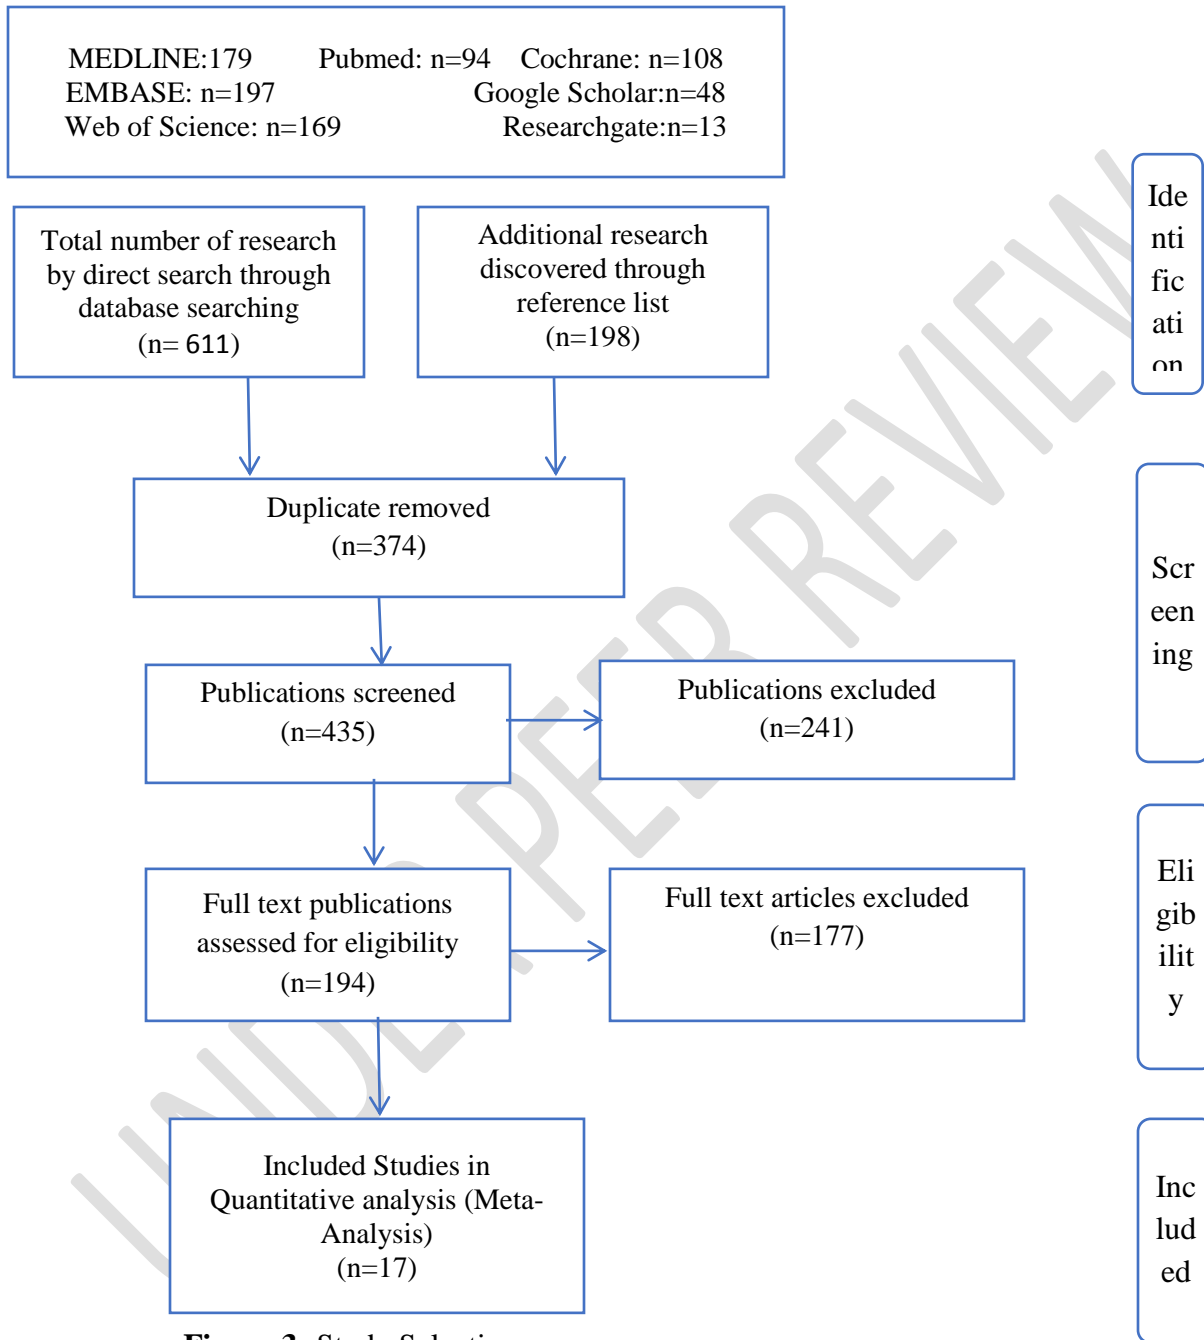 MEDLINE:179 Pubmed: n=94 Cochrane: n=108
EMBASE: n=197 Google Scholar:n=48
Web of Science: n=169 Researchgate:n=13
Total number of research
by direct search through
database searching
(n= 611)
Additional research
discovered through
reference list
(n=198)
Ide
nti
fic
ati
on
Duplicate removed
(n=374)
Scr
een
ing
Publications screened
(n=435)
Publications excluded
(n=241)
Full text publications
assessed for eligibility
(n=194)
Full text articles excluded
(n=177)
Eli
gib
ilit
y
Included Studies in
Quantitative analysis (Meta-
Analysis)
(n=17)
Inc
lud
ed
UNDER PEER REVIEW
Figure 3: Study Selection